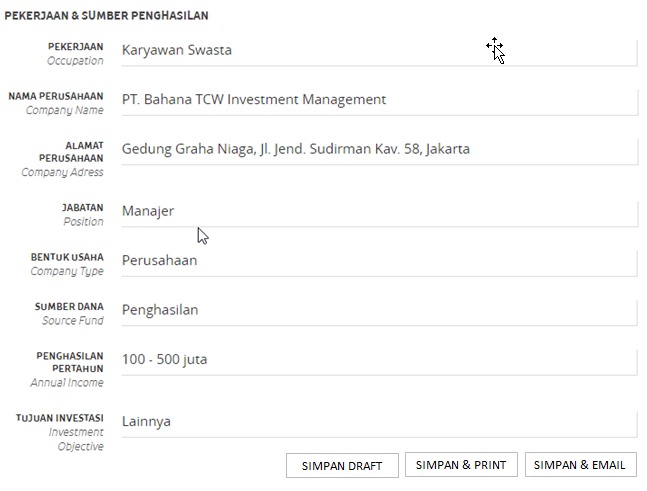 PEKERJAAN & SUMBER PENGHASILAN
PEKERJAAN
Occupation
Karyawan Swasta
NAMA PERUSAHAAN
Company Name
PT. Bahana TCW Investment Management
ALAMAT
PERUSAHAAN
Company Adress
Gedung Graha Niaga, Jl. Jend. Sudirman Kav. 58, Jakarta
JABATAN
Position
Manajer
BENTUK USAHA
Company Type
Perusahaan
SUMBER DANA
Source Fund
Penghasilan
PENGHASILAN
PERTAHUN
Annual Income
100 - 500 juta
TUJUAN INVESTASI
Investment
Objective
Lainnya
SIMPAN DRAFT
SIMPAN & PRINT
SIMPAN & EMAIL